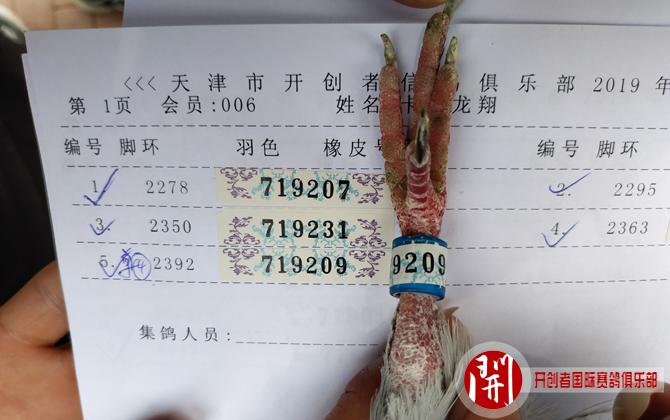 <<< 天津市开创者信 俱乐部 2019 年
第 1页 会员:006 姓名 卡 龙翔
编号 脚环 羽色 橡皮号 编号 脚环
1. 2278 719207 2. 2295
3. 2350 719231 4. 2363
5. 2392 719209
9209
集鸽人员:
開
开创者国际赛鸽俱乐部